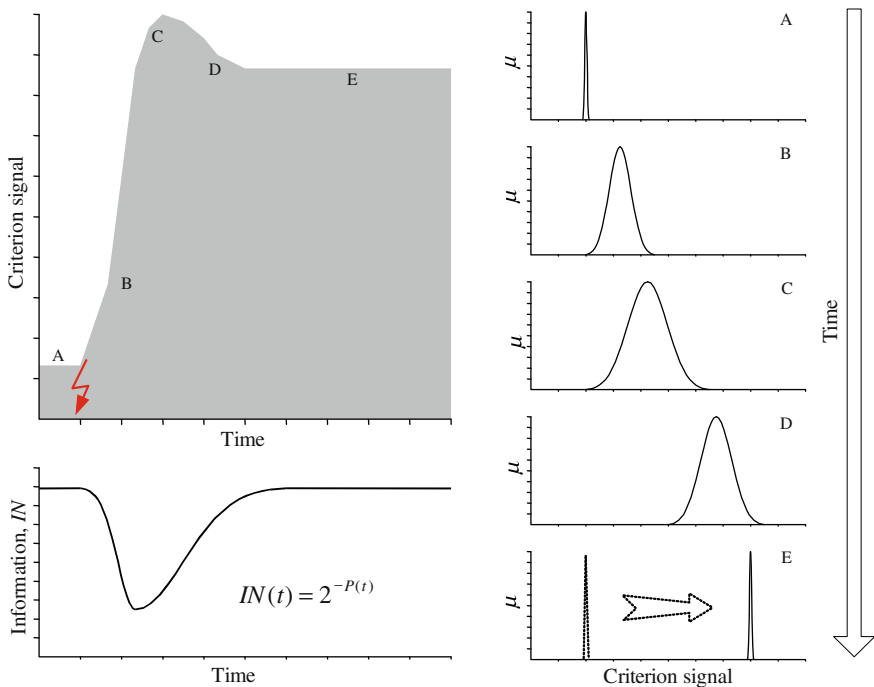 Criterion signal
A
B
C
D
E
Time
Information, IN
IN(t) = 2^{-P(t)}
Time
μ
A
μ
B
μ
C
μ
D
μ
E
Criterion signal
Time